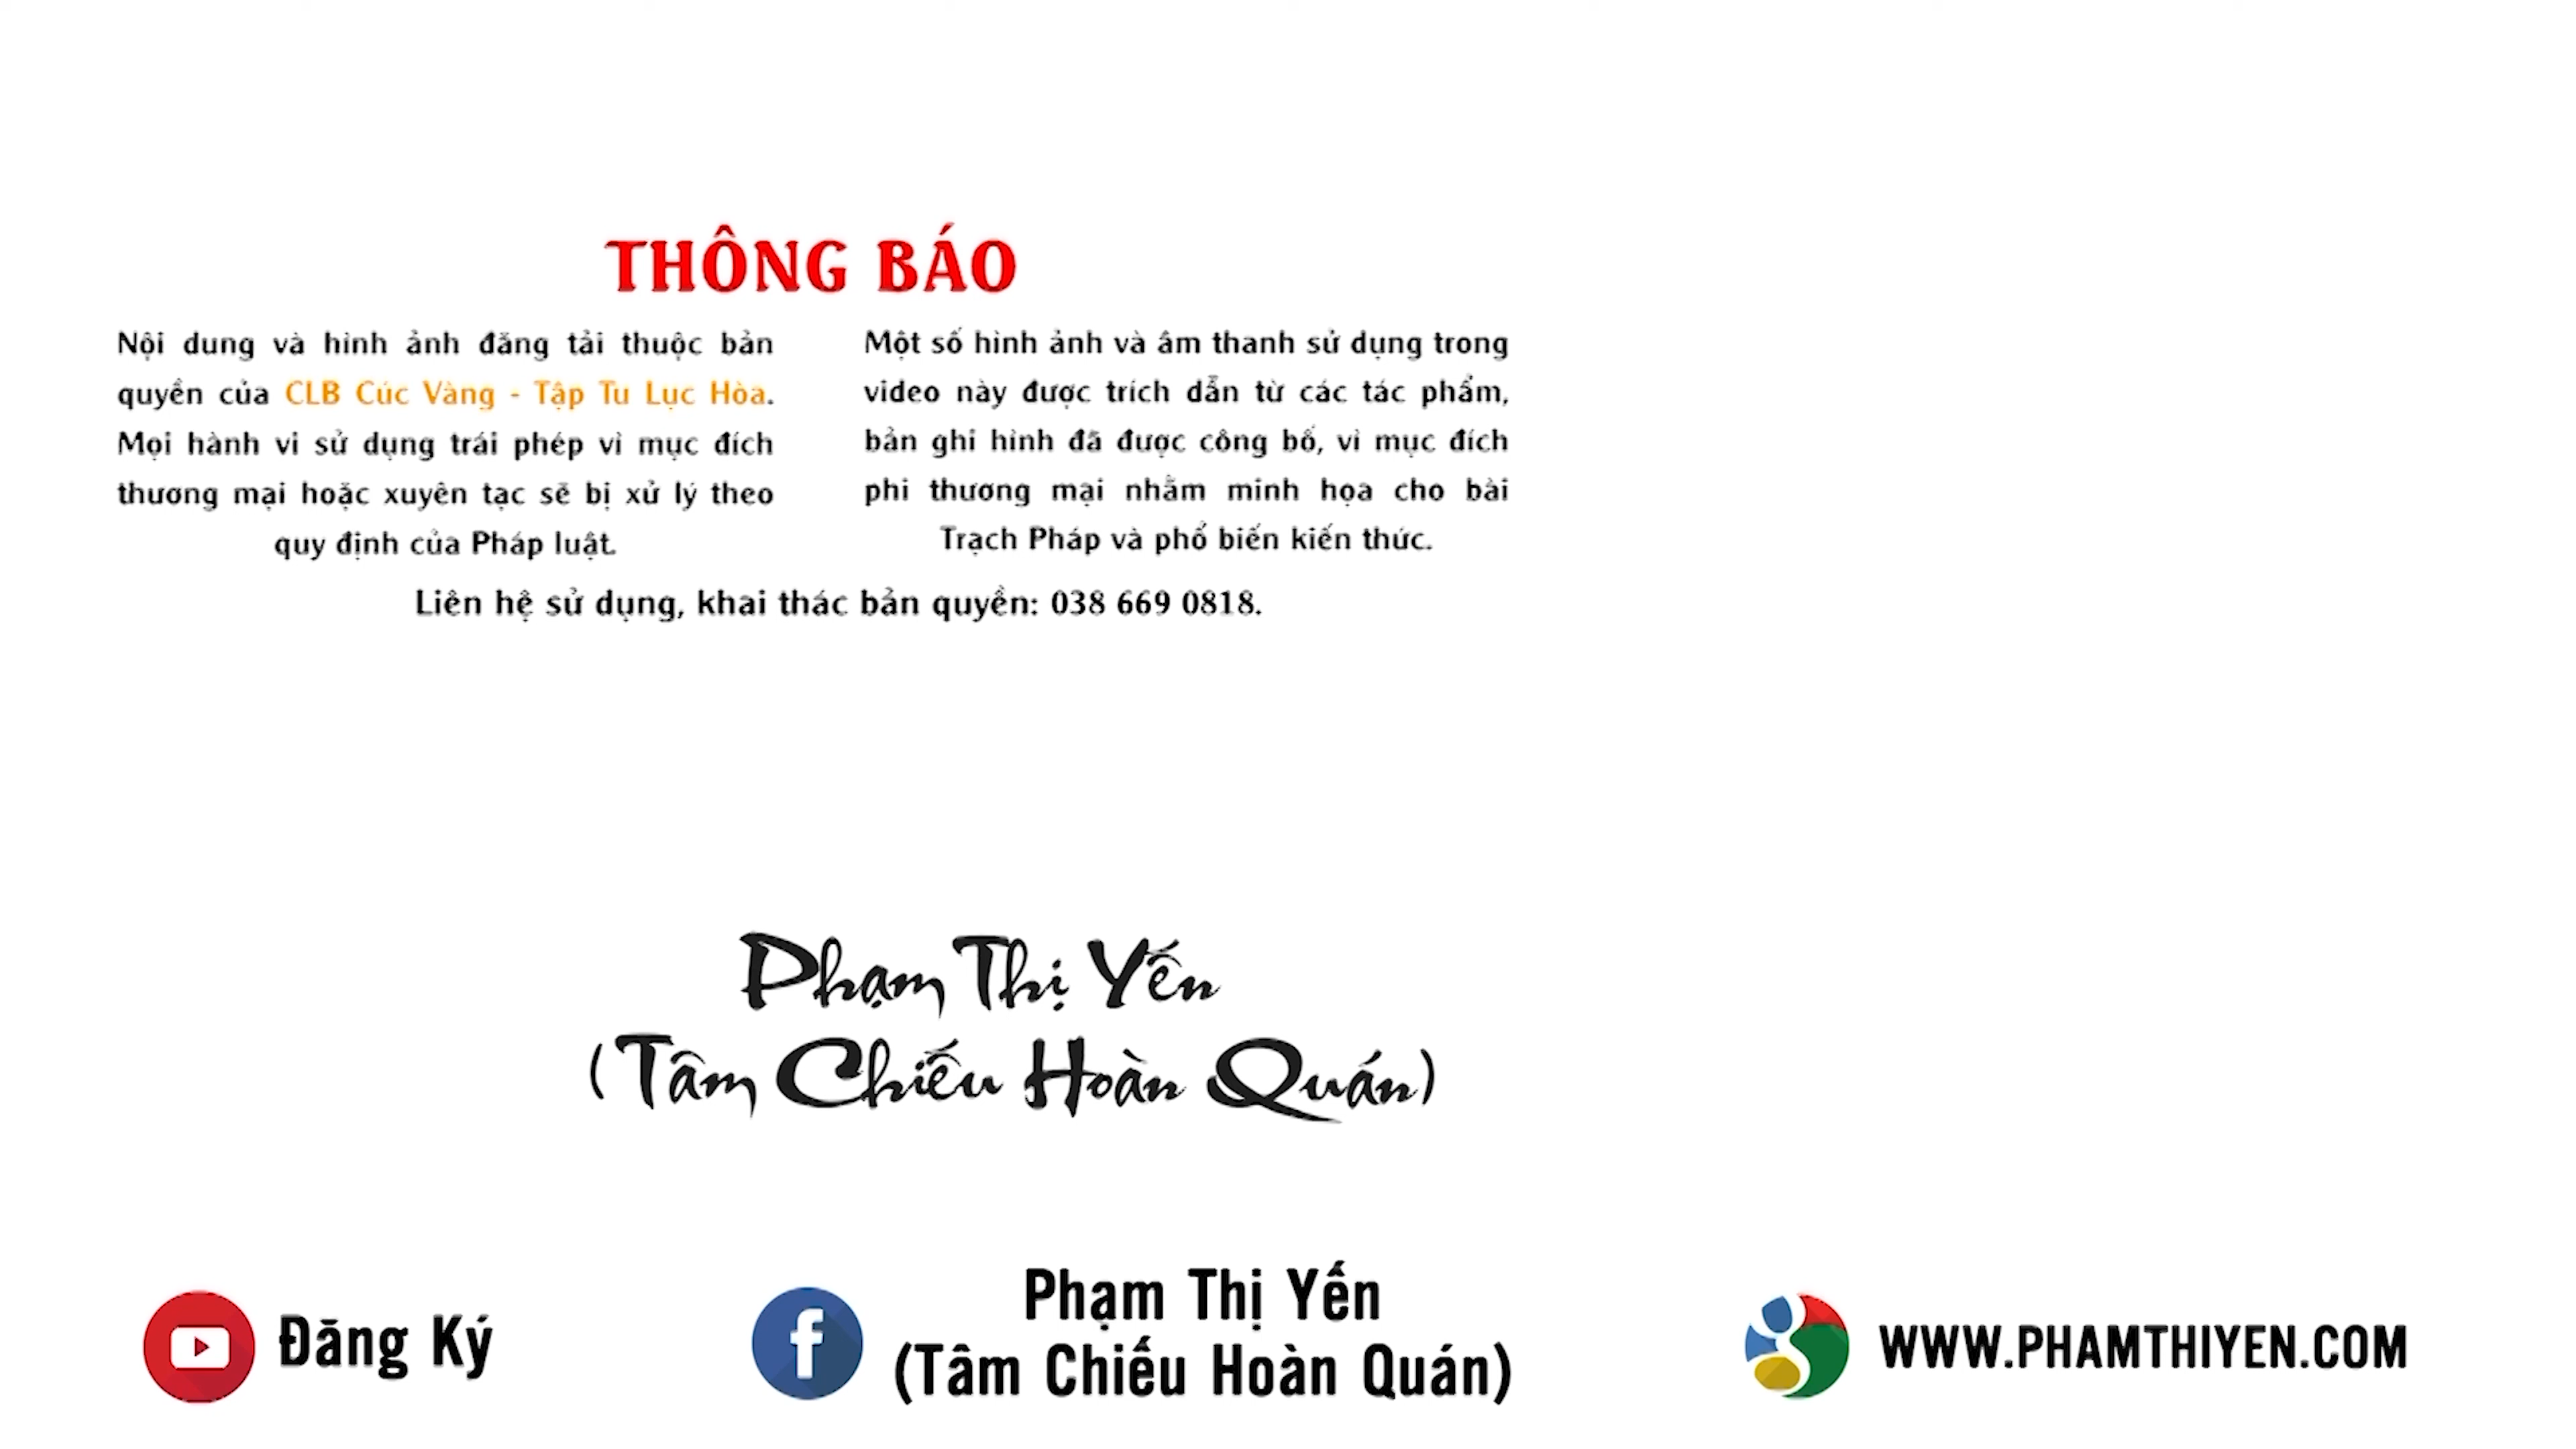 THÔNG BÁO
Nội dung và hình ảnh đăng tải thuộc bản
quyền của CLB Cúc Vàng - Tập Tu Lục Hòa.
Mọi hành vi sử dụng trái phép vì mục đích
thương mại hoặc xuyên tạc sẽ bị xử lý theo
quy định của Pháp luật.
Một số hình ảnh và âm thanh sử dụng trong
video này được trích dẫn từ các tác phẩm,
bản ghi hình đã được công bố, vì mục đích
phi thương mại nhằm minh họa cho bài
Trạch Pháp và phổ biến kiến thức.
Liên hệ sử dụng, khai thác bản quyền: 038 669 0818.
Phạm Thị Yến
(Tâm Chiếu Hoàn Quán)
Đăng Ký
Phạm Thị Yến
(Tâm Chiếu Hoàn Quán)
WWW.PHAMTHIYEN.COM